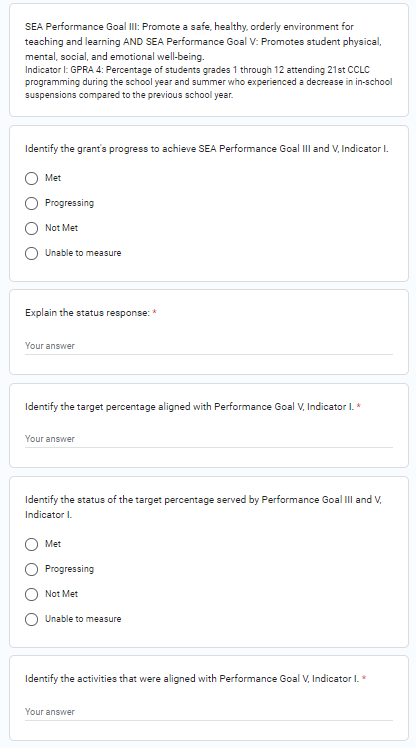 SEA Performance Goal III: Promote a safe, healthy, orderly environment for
teaching and learning AND SEA Performance Goal V: Promotes student physical,
mental, social, and emotional well-being.
Indicator I: GPRA 4: Percentage of students grades 1 through 12 attending 21st CCLC
programming during the school year and summer who experienced a decrease in in-school
suspensions compared to the previous school year.
Identify the grant's progress to achieve SEA Performance Goal III and V, Indicator I.
Met
Progressing
Not Met
Unable to measure
Explain the status response: *
Your answer
Identify the target percentage aligned with Performance Goal V, Indicator I. *
Your answer
Identify the status of the target percentage served by Performance Goal III and V,
Indicator I.
Met
Progressing
Not Met
Unable to measure
Identify the activities that were aligned with Performance Goal V, Indicator I. *
Your answer